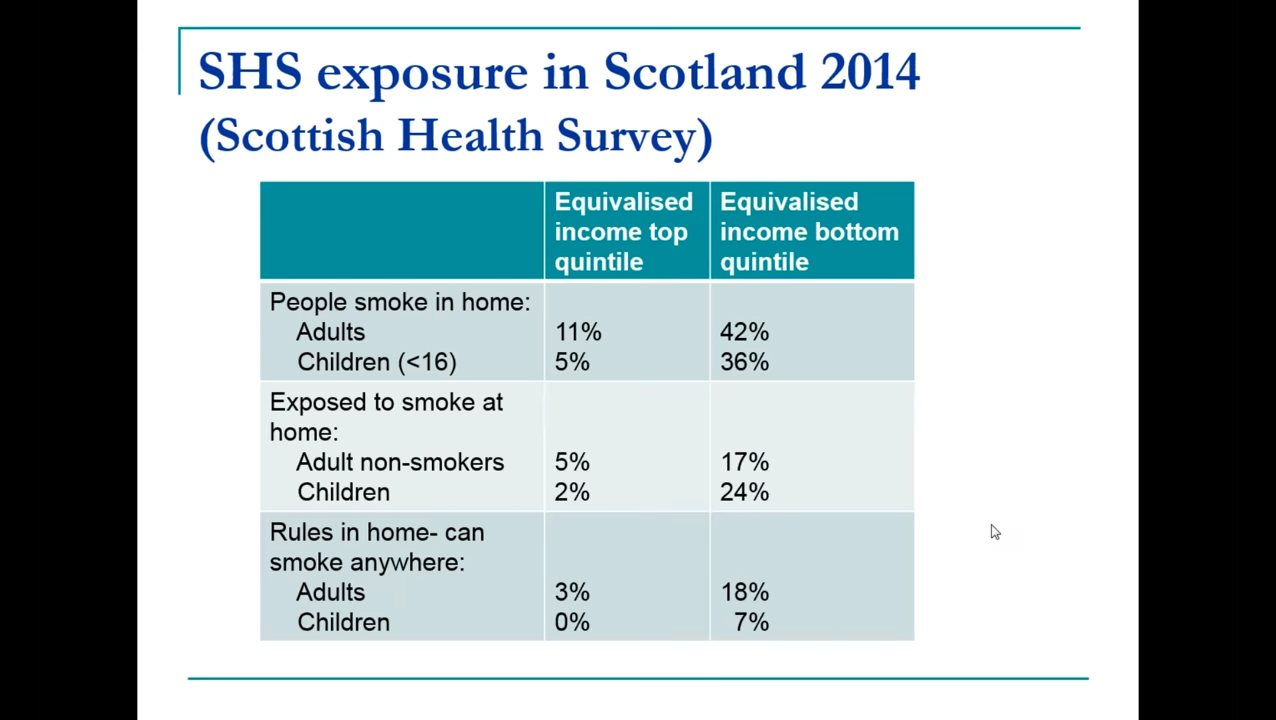 SHS exposure in Scotland 2014
(Scottish Health Survey)
Equivalised income top quintile
Equivalised income bottom quintile
People smoke in home:
Adults 11% 42%
Children (<16) 5% 36%
Exposed to smoke at
home:
Adult non-smokers 5% 17%
Children 2% 24%
Rules in home- can
smoke anywhere:
Adults 3% 18%
Children 0% 7%